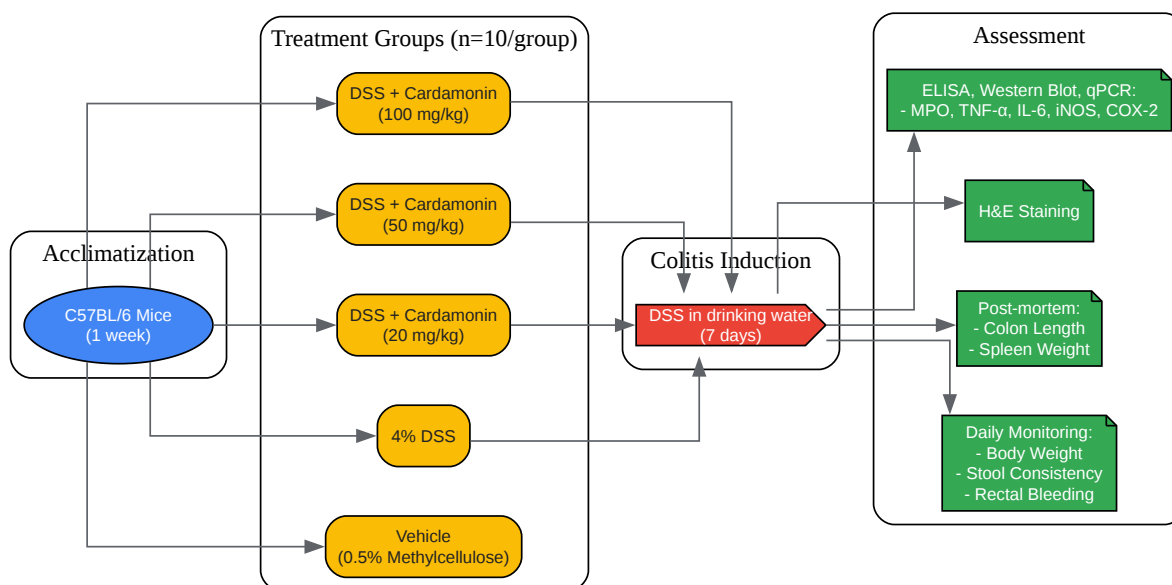 Acclimatization
C57BL/6 Mice
(1 week)
Treatment Groups (n=10/group)
DSS + Cardamonin
(100 mg/kg)
DSS + Cardamonin
(50 mg/kg)
DSS + Cardamonin
(20 mg/kg)
4% DSS
Vehicle
(0.5% Methylcellulose)
Colitis Induction
DSS in drinking water
(7 days)
Assessment
ELISA, Western Blot, qPCR:
- MPO, TNF-α, IL-6, iNOS, COX-2
H&E Staining
Post-mortem:
- Colon Length
- Spleen Weight
Daily Monitoring:
- Body Weight
- Stool Consistency
- Rectal Bleeding